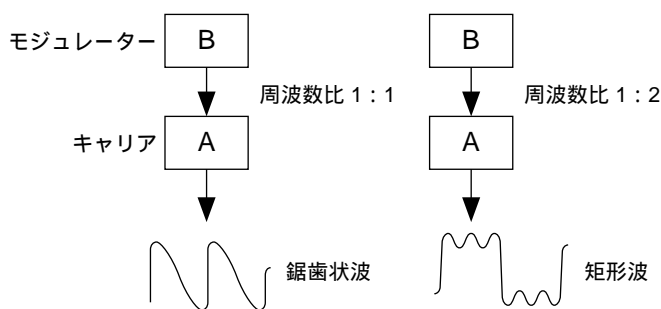 モジュレーター B
周波数比 1 : 1
キャリア A
鋸歯状波
B
周波数比 1 : 2
A
矩形波